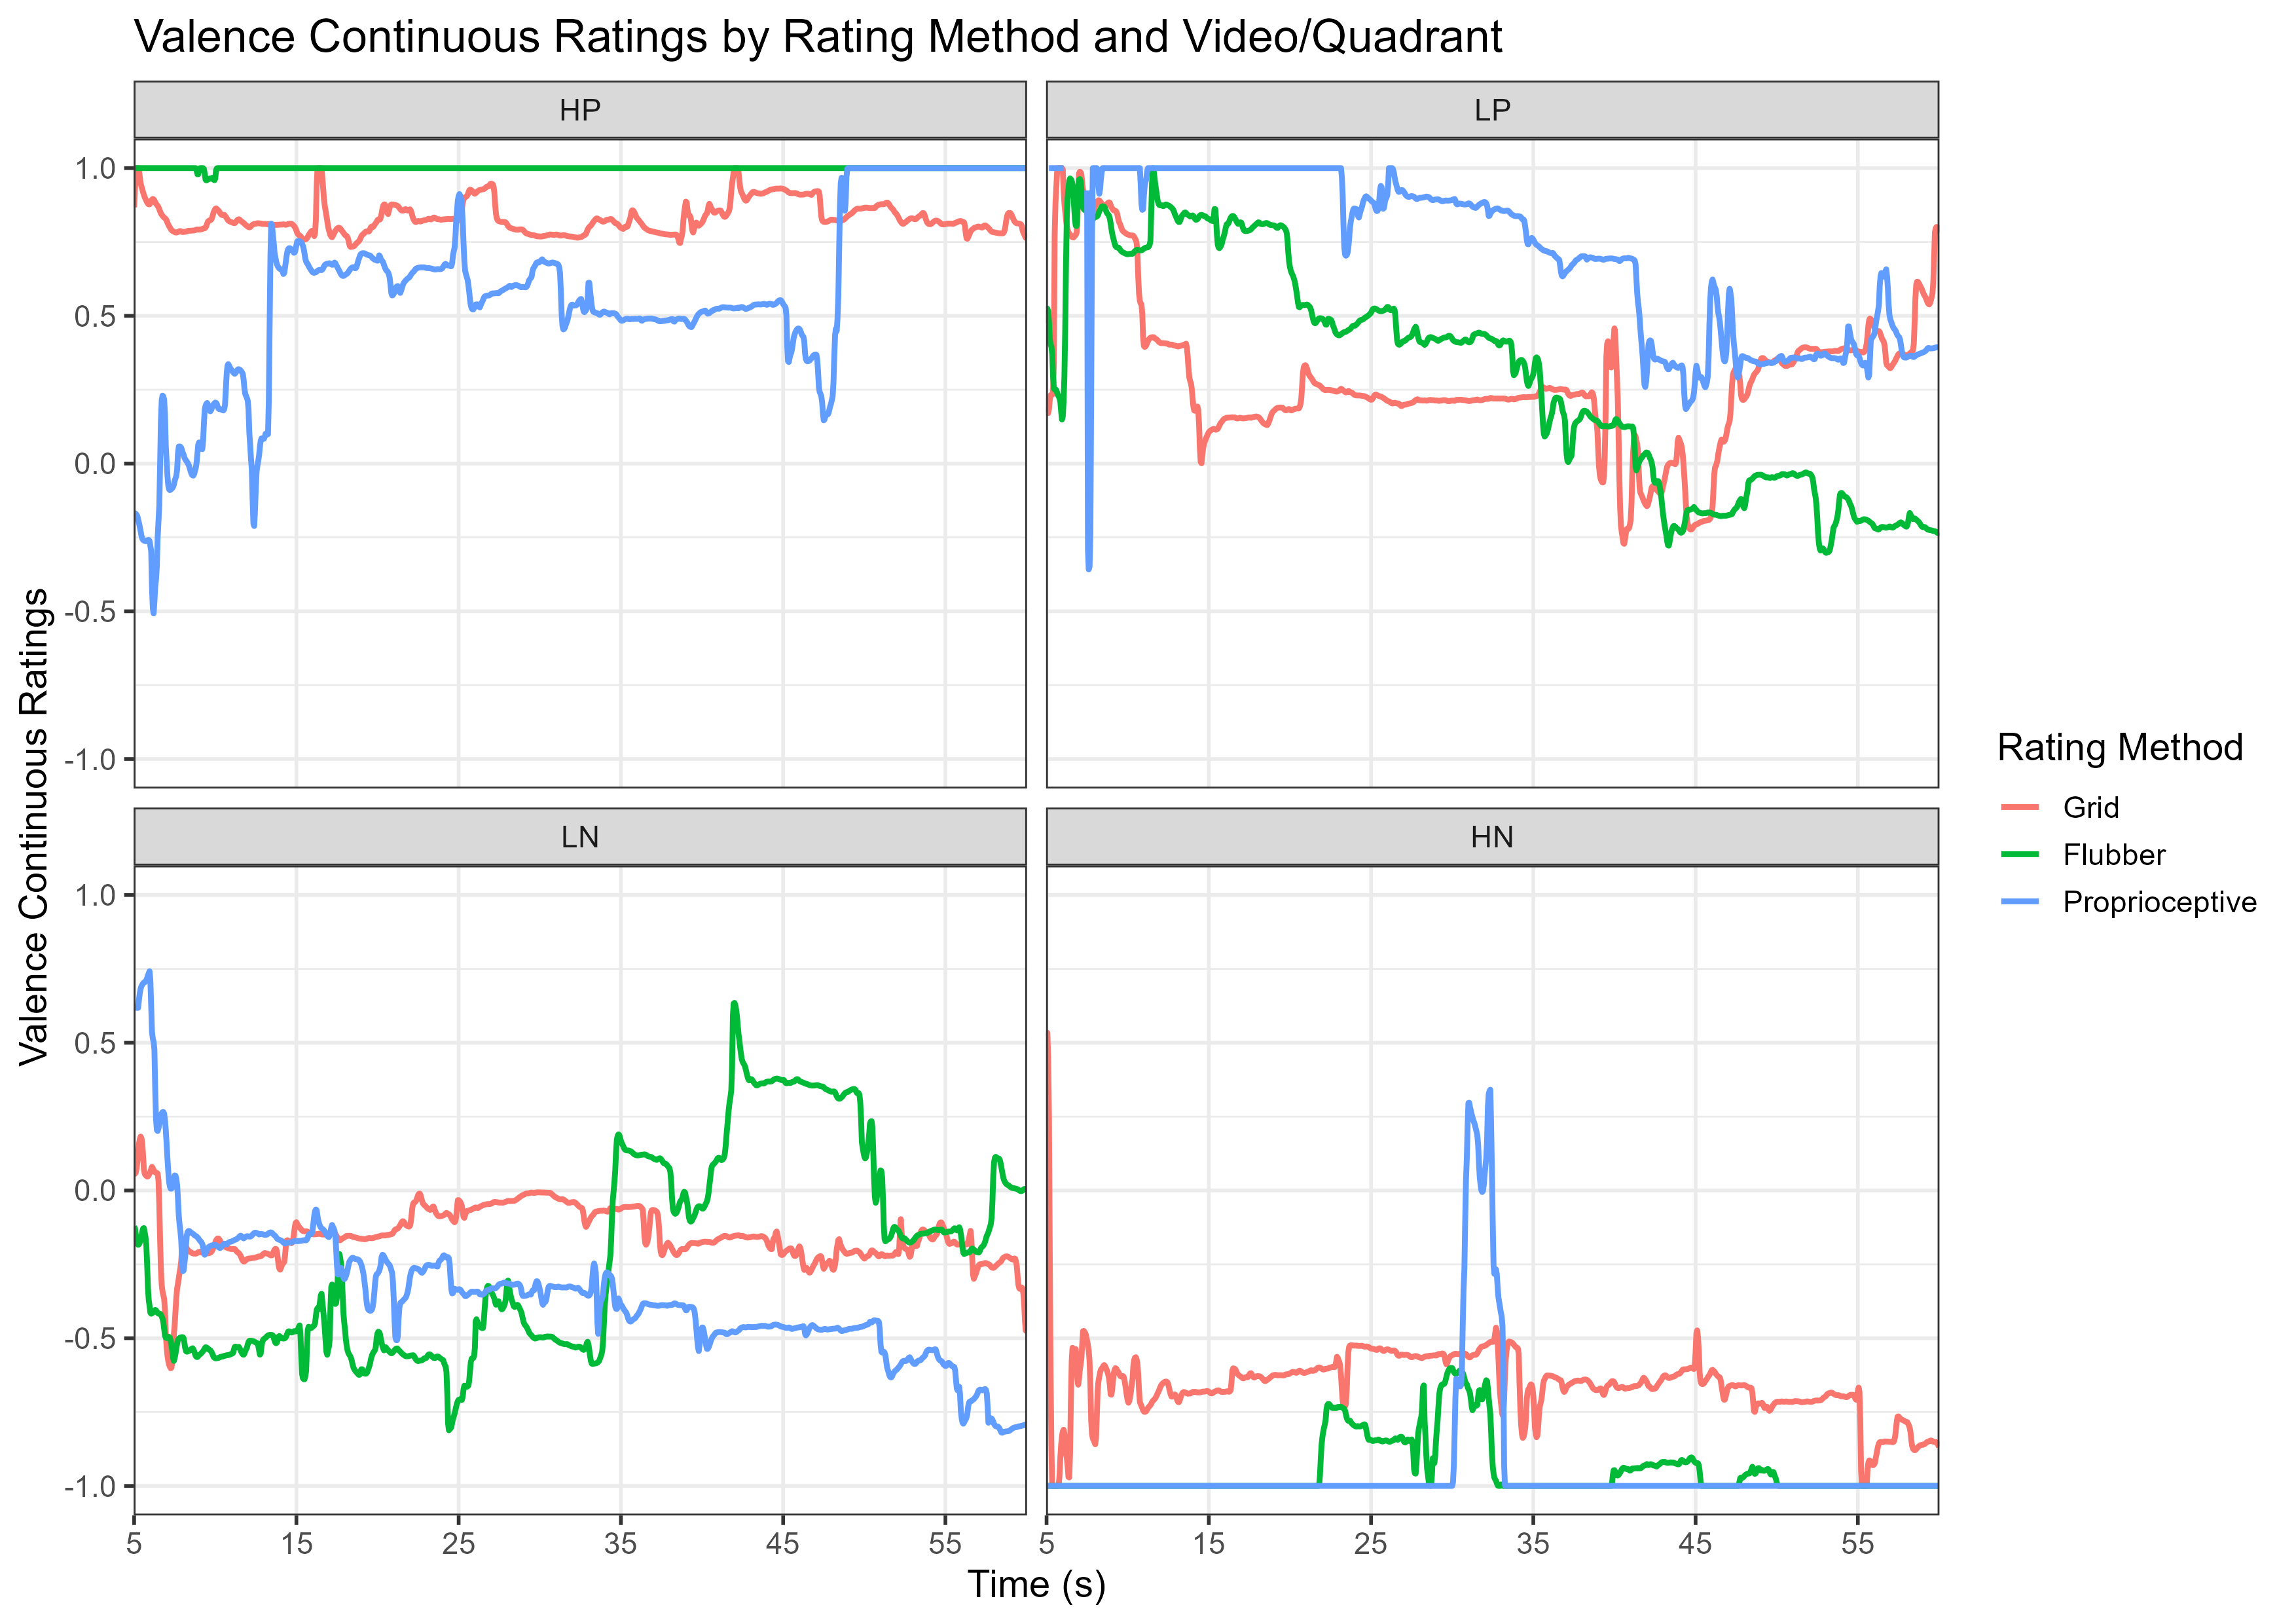 Valence Continuous Ratings by Rating Method and Video/Quadrant
HP
LP
1.0
0.5
0.0
-0.5
-1.0
LN
HN
1.0
0.5
0.0
-0.5
-1.0
5 15 25 35 45 55
5 15 25 35 45 55
Time (s)
Valence Continuous Ratings
Rating Method
Grid
Flubber
Proprioceptive